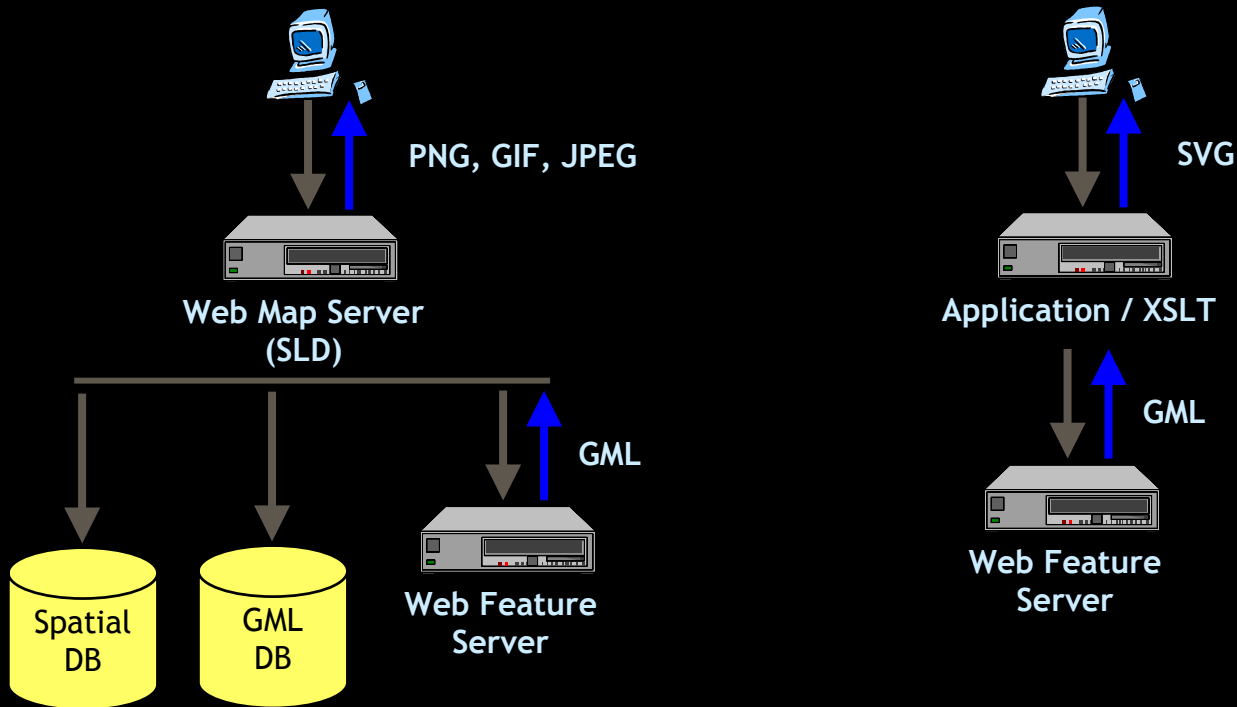 PNG, GIF, JPEG
Web Map Server
(SLD)
GML
Spatial
DB
GML
DB
Web Feature
Server
SVG
Application / XSLT
GML
Web Feature
Server